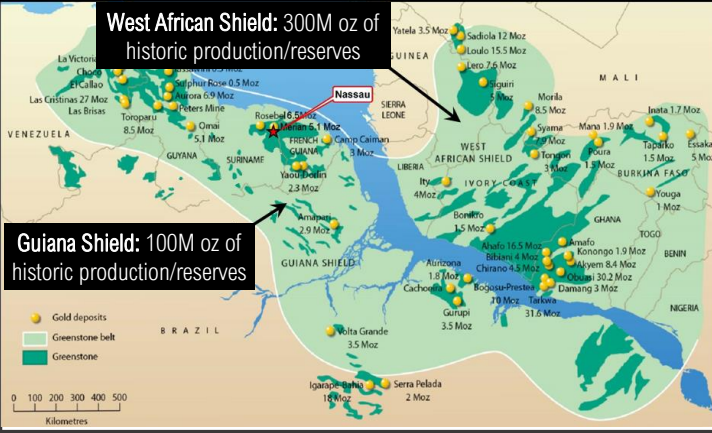 West African Shield: 300M oz of
historic production/reserves
Yatela 3.5 Moz
Sadiola 12 Moz
Loulo 15.5 Moz
Lero 7.6 Moz
GUINEA
Siguiri
5 Moz
MALI
La Victoria
Choco
El Callao
Las Cristinas 27 Moz
Las Brisas
Sulphur Rose 0.5 Moz
Aurora 6.9 Moz
Peters Mine
Toroparu
8.5 Moz
Omai
5.1 Moz
VENEZUELA
GUYANA
SURINAME
Nassau
Rosebel 6.5Moz
Merian 5.1 Moz
FRENCH
GUIANA
Camp Caiman
3 Moz
Yaou-Dorlin
2.3 Moz
SIERRA
LEONE
Morila
8.5 Moz
WEST
AFRICAN SHIELD
Syama
7.9 Moz
Tongon
3 Moz
Mana 1.9 Moz
Poura
1.5 Moz
Inata 1.7 Moz
Taparko
1.5 Moz
Essaka
5 Mo
BURKINA FASO
LIBERIA
Ity
4Moz
IVORY COAST
Youga
1 Moz
Guiana Shield: 100M oz of
historic production/reserves
Amapari
2.9 Moz
GUIANA SHIELD
Bonikro
1.5 Moz
GHANA
TOGO
BENIN
NIGERIA
Ahafo 16.5 Moz
Bibiani 4 Moz
Chirano 4.5 Moz
Amafo
Konongo 1.9 Moz
Akyem 8.4 Moz
Obuasi 30.2 Moz
Damang 3 Moz
Bogosu-Prestea
10 Moz
Tarkwa
31.6 Moz
Aurizona
1.8 Moz
Cachoeira
Gurupi
3.5 Moz
BRAZIL
Volta Grande
3.5 Moz
Igarape Bahia
18 Moz
Serra Pelada
2 Moz
Gold deposits
Greenstone belt
Greenstone
0 100 200 300 400 500
Kilometres